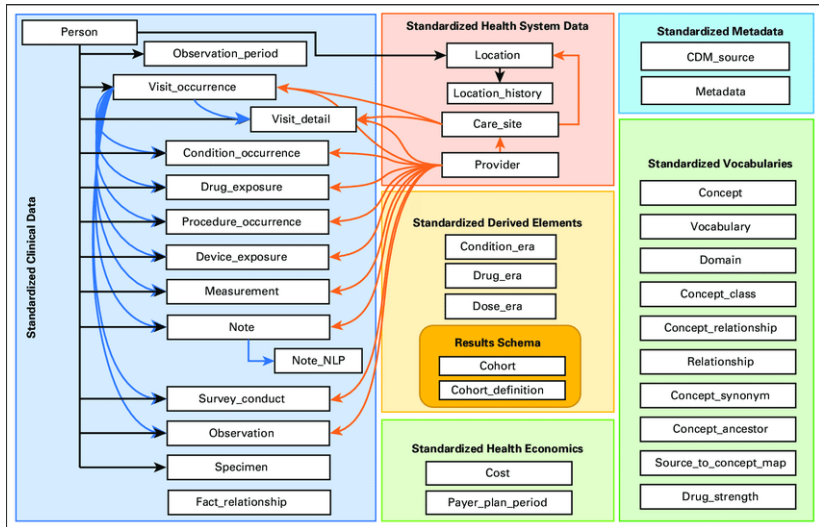 Person
Observation_period
Visit_occurrence
Visit_detail
Condition_occurrence
Drug_exposure
Procedure_occurrence
Device_exposure
Measurement
Note
Note_NLP
Survey_conduct
Observation
Specimen
Fact_relationship
Standardized Clinical Data
Standardized Health System Data
Location
Location_history
Care_site
Provider
Standardized Derived Elements
Condition_era
Drug_era
Dose_era
Results Schema
Cohort
Cohort_definition
Standardized Health Economics
Cost
Payer_plan_period
Standardized Metadata
CDM_source
Metadata
Standardized Vocabularies
Concept
Vocabulary
Domain
Concept_class
Concept_relationship
Relationship
Concept_synonym
Concept_ancestor
Source_to_concept_map
Drug_strength